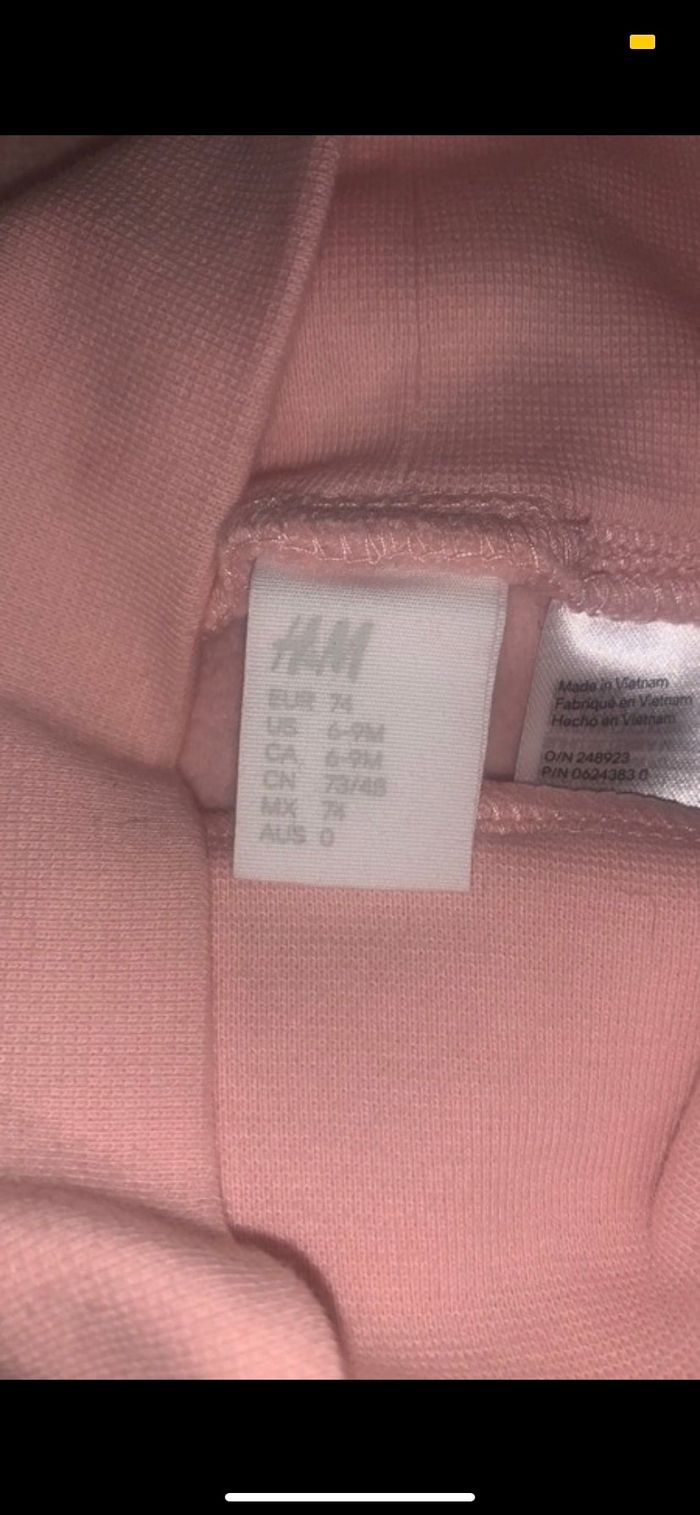 H&M
EUR 74
US 6-9M
CA 6-9M
CN 73/48
MX 74
AUS 0
Made in Vietnam
Fabriqué en Vietnam
Hecho en Vietnam
O/N 248923
P/N 0624383 0